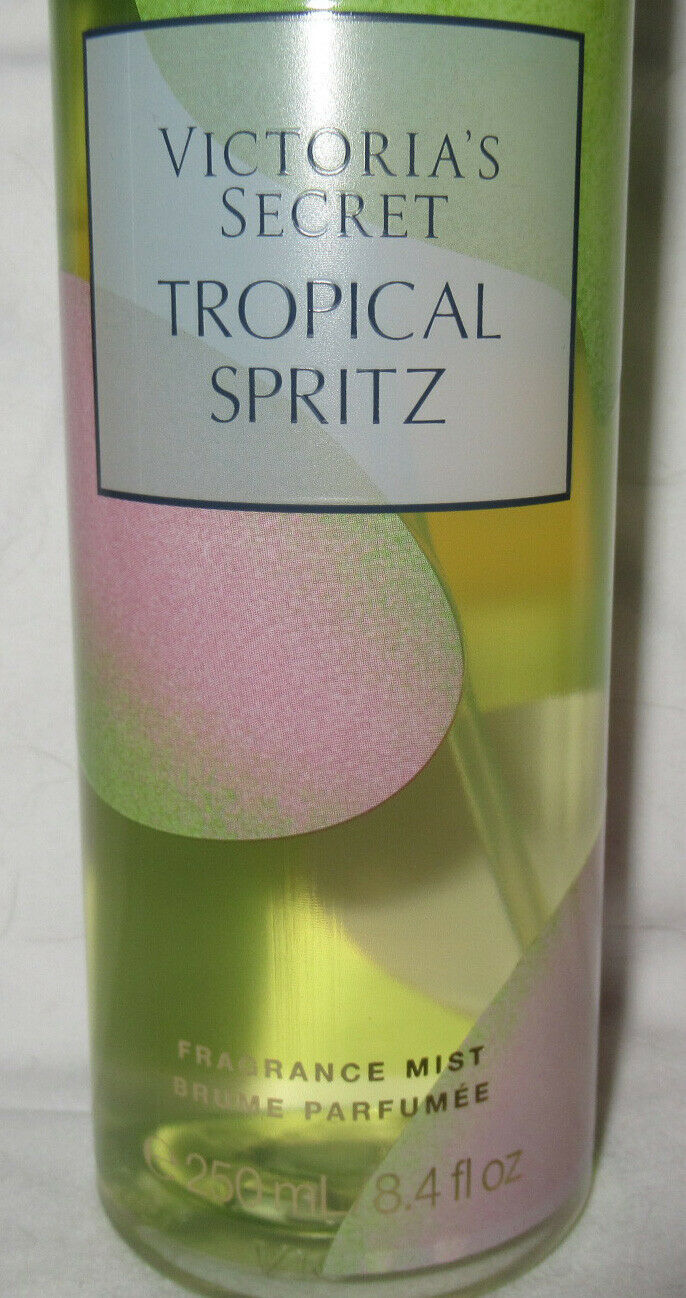 VICTORIA'S
SECRET
TROPICAL
SPRITZ
FRAGRANCE MIST
BRUME PARFUMÉE
℮ 250 mL 8.4 fl oz